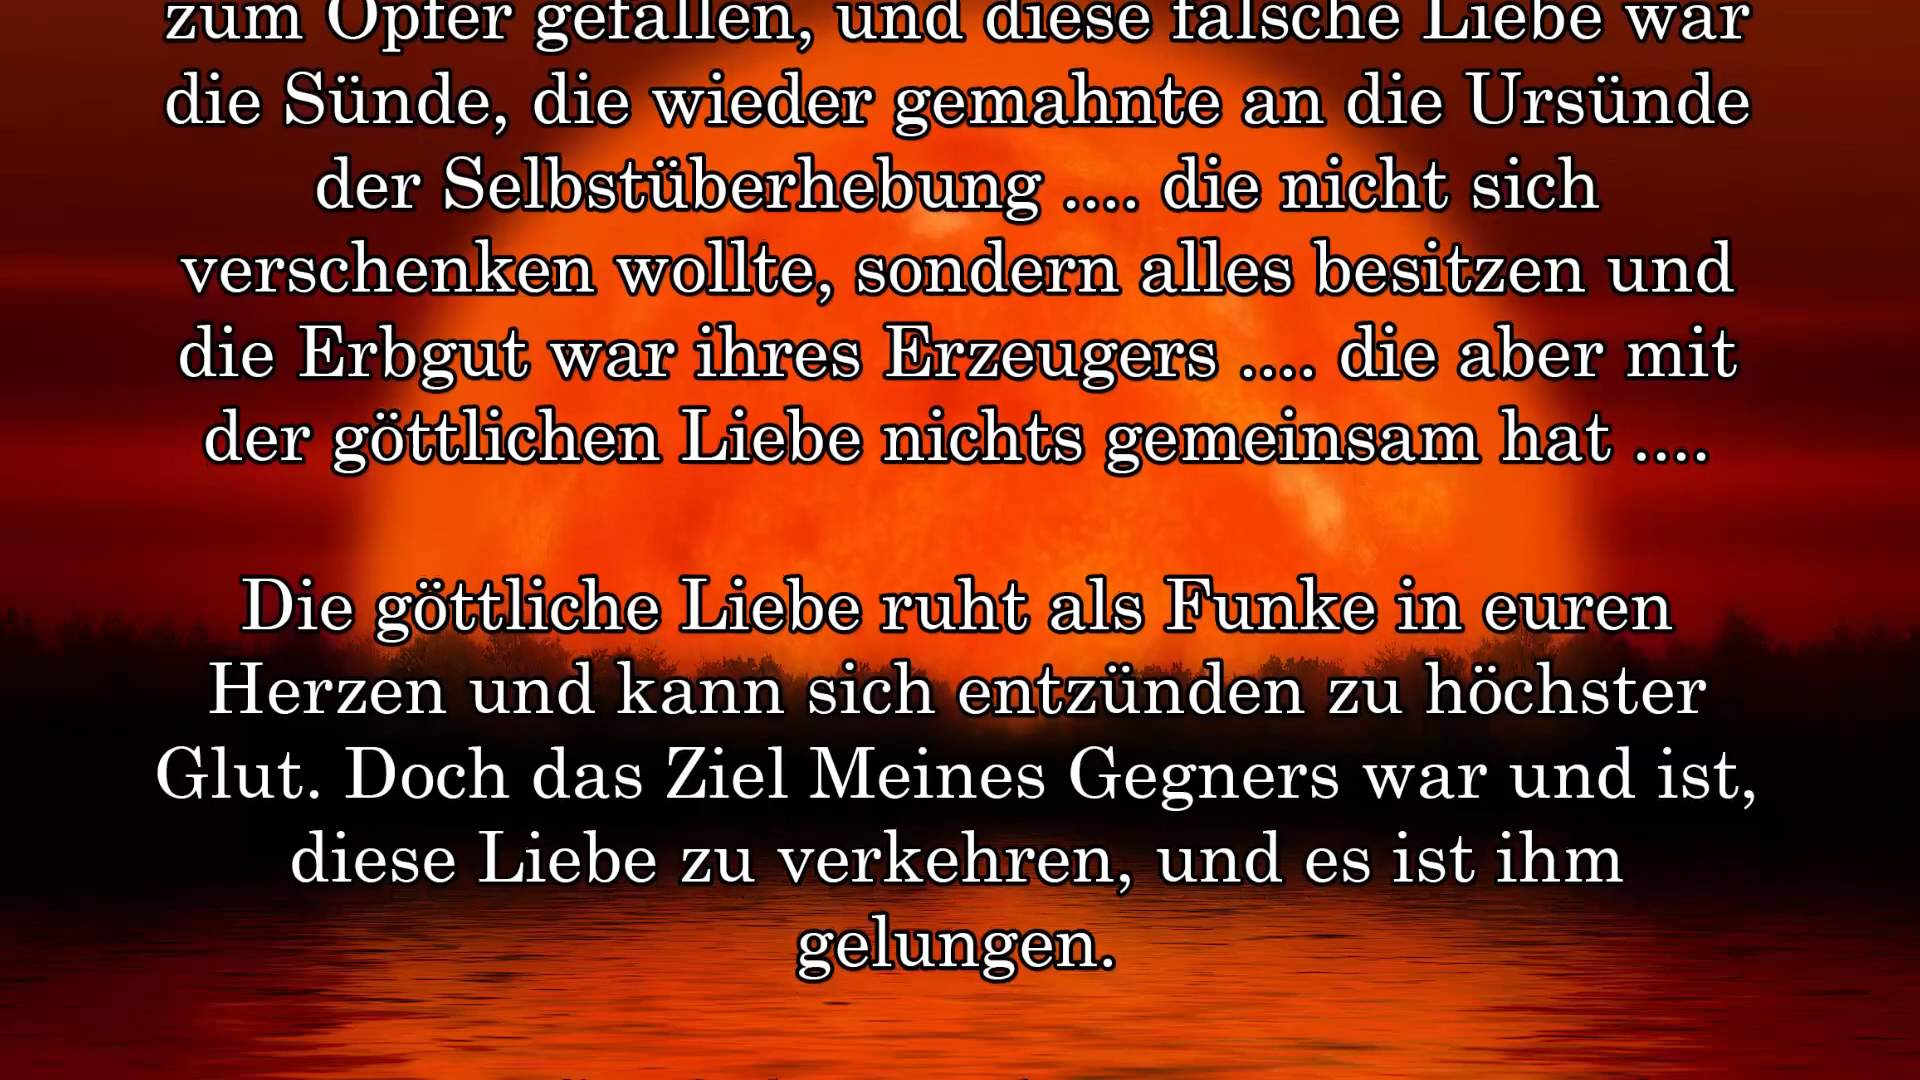 zum Opfer gefallen, und diese falsche Liebe war
die Sünde, die wieder gemahnte an die Ursünde
der Selbstüberhebung .... die nicht sich
verschenken wollte, sondern alles besitzen und
die Erbgut war ihres Erzeugers .... die aber mit
der göttlichen Liebe nichts gemeinsam hat ....
Die göttliche Liebe ruht als Funke in euren
Herzen und kann sich entzünden zu höchster
Glut. Doch das Ziel Meines Gegners war und ist,
diese Liebe zu verkehren, und es ist ihm
gelungen.